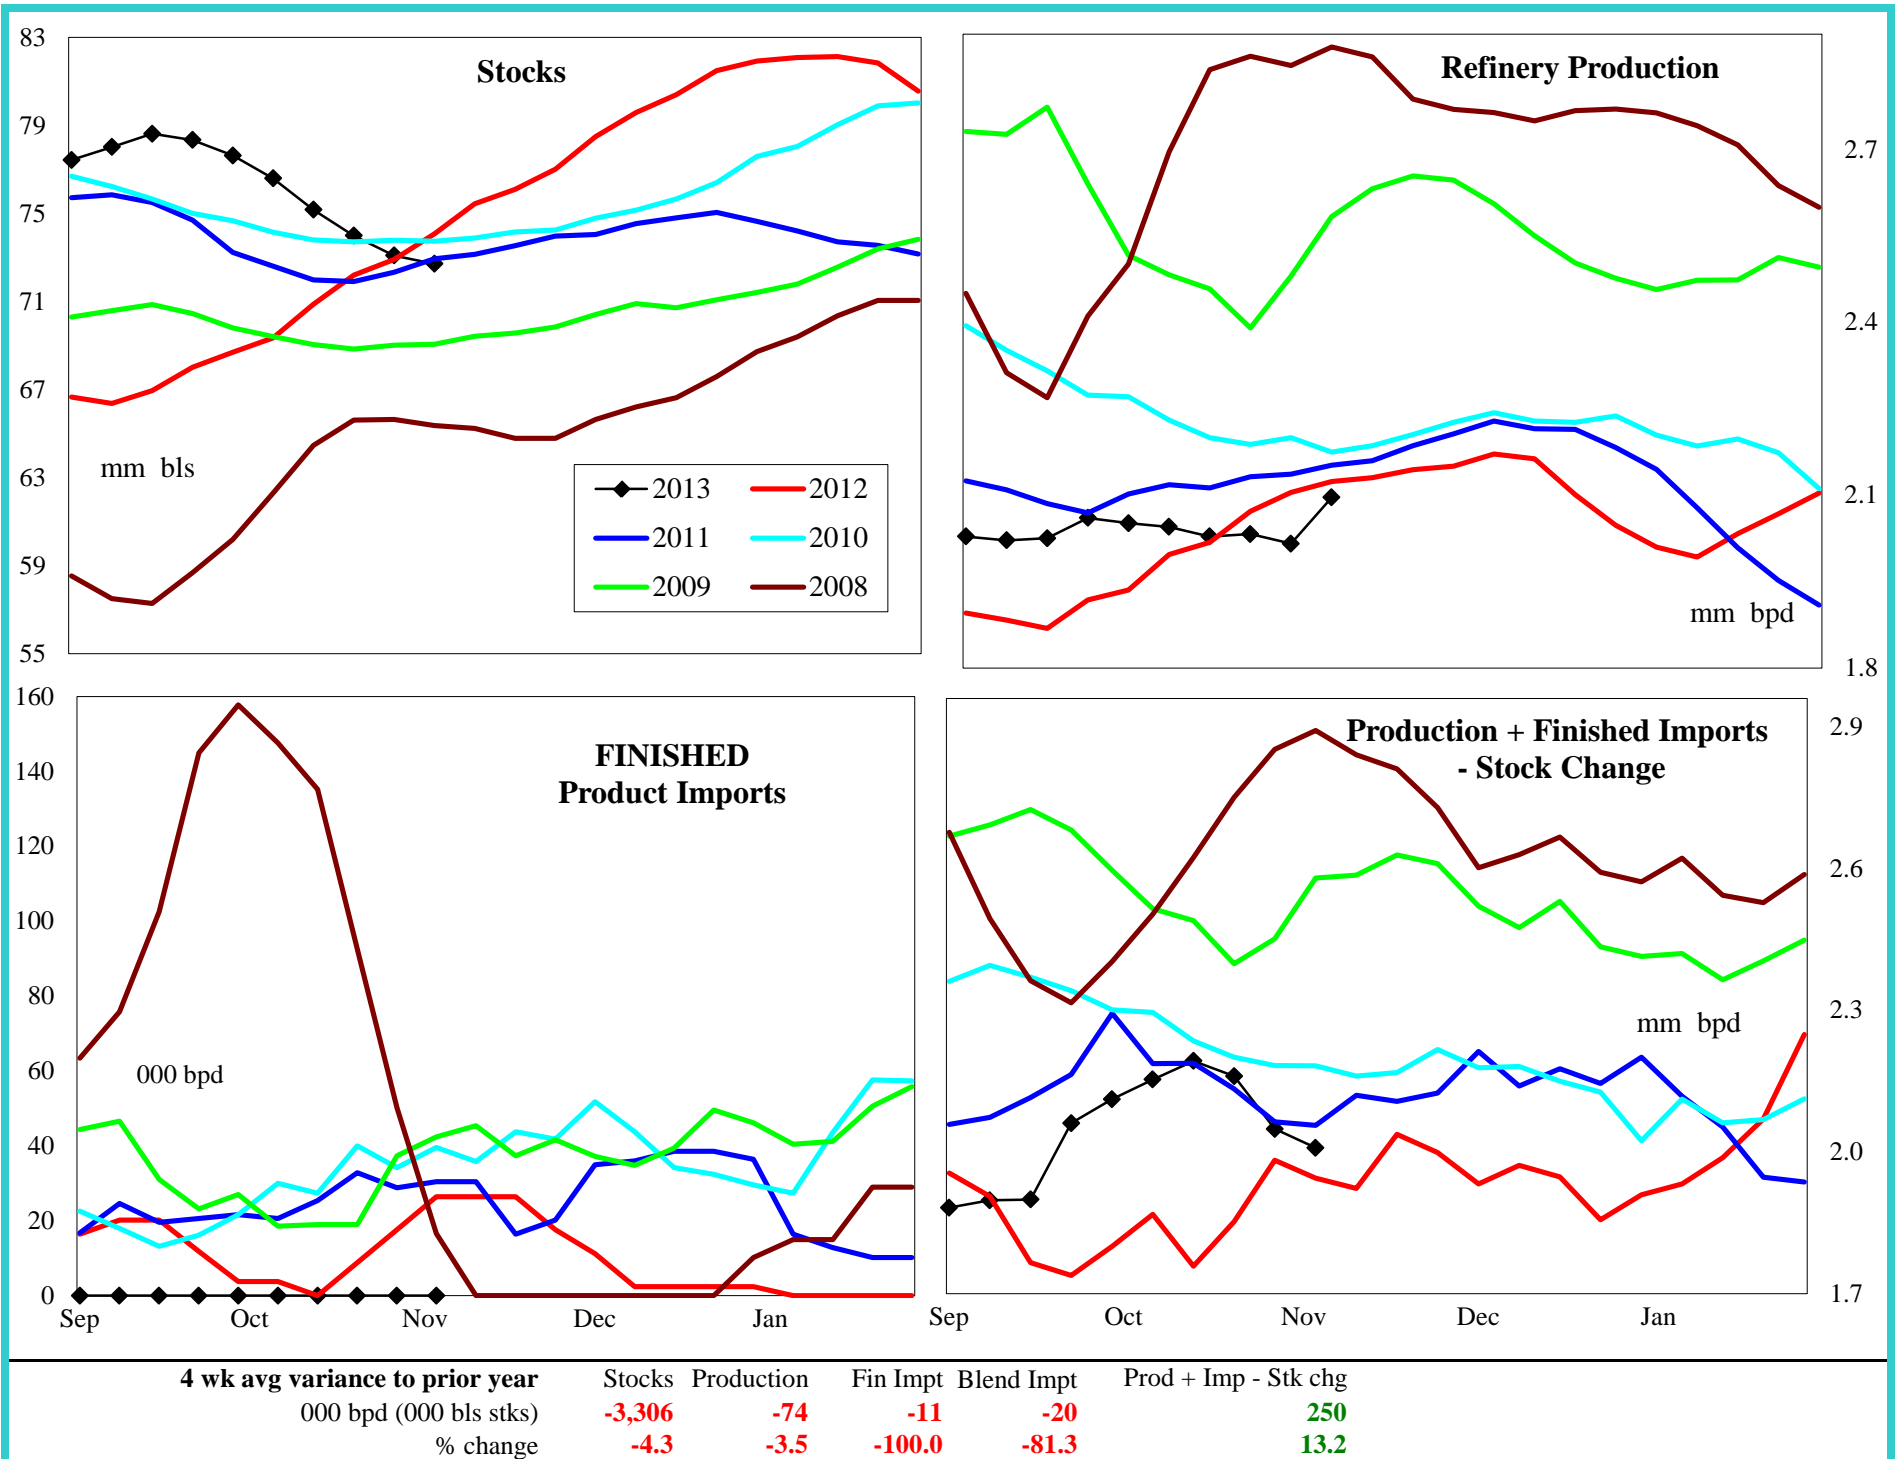 Stocks
83
79
75
71
67
63
59
55
mm bls
2013
2012
2011
2010
2009
2008
Refinery Production
2.7
2.4
2.1
1.8
mm bpd
FINISHED
Product Imports
160
140
120
100
80
60
40
20
0
000 bpd
Sep Oct Nov Dec Jan
Production + Finished Imports
- Stock Change
2.9
2.6
2.3
2.0
1.7
mm bpd
Sep Oct Nov Dec Jan
4 wk avg variance to prior year Stocks Production Fin Impt Blend Impt Prod + Imp - Stk chg
000 bpd (000 bls stks) -3,306 -74 -11 -20 250
% change -4.3 -3.5 -100.0 -81.3 13.2